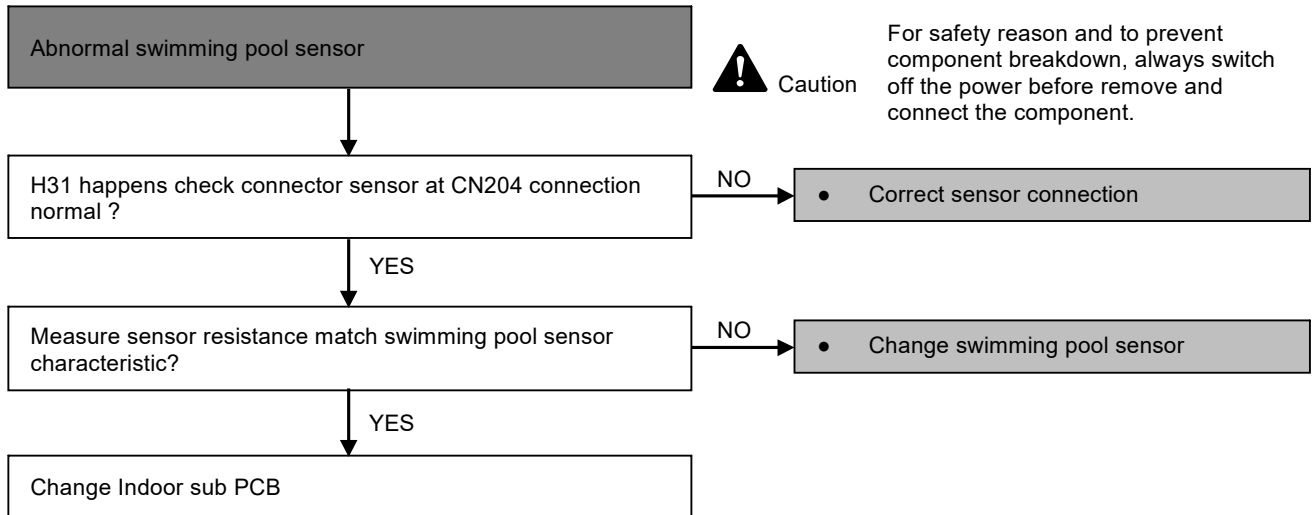 Abnormal swimming pool sensor
Caution
For safety reason and to prevent
component breakdown, always switch
off the power before remove and
connect the component.
H31 happens check connector sensor at CN204 connection
normal ?
NO
● Correct sensor connection
YES
Measure sensor resistance match swimming pool sensor
characteristic?
NO
● Change swimming pool sensor
YES
Change Indoor sub PCB